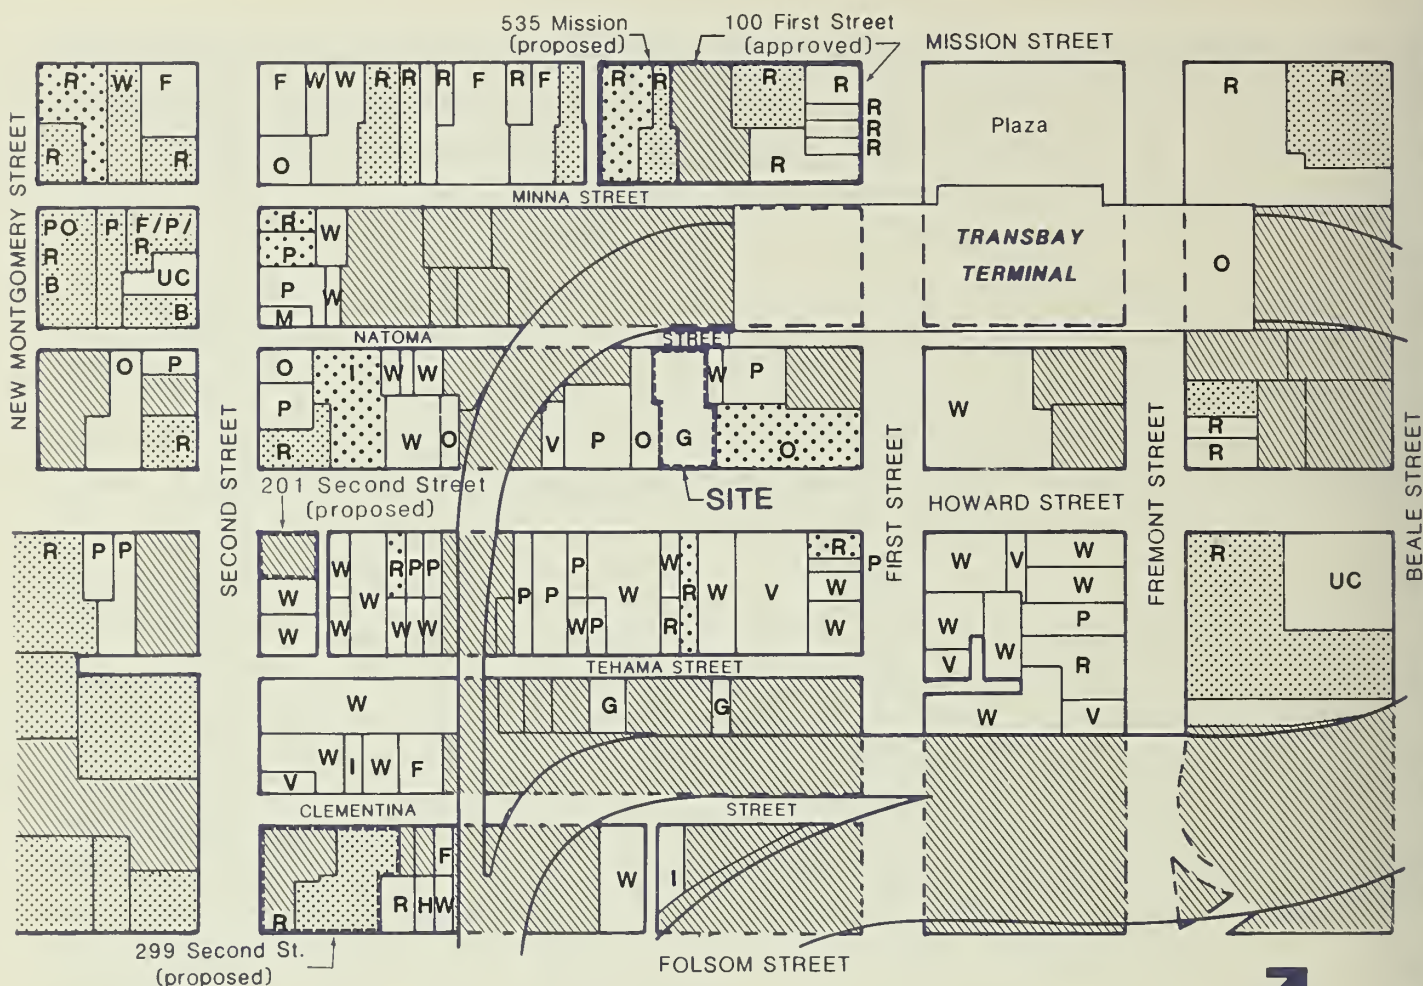 535 Mission
(proposed)
100 First Street
(approved)
MISSION STREET
R W F
F W W R R R F R F
R R R R
R R
Plaza
R
R
R
R
R
O
R
NEW MONTGOMERY STREET
MINNA STREET
PO P F/P/
R R
B UC
B
R W
P
P W
M
TRANSBAY
TERMINAL
O
NATOMA STREET
O P
R
O I W W
P
R W O
V P O G
W P
O
W
R
R
SITE
SECOND STREET
FIRST STREET
FREMONT STREET
BEALE STREET
201 Second Street
(proposed)
HOWARD STREET
R P P
W
W
W W R P P
W W W
P P P W W R W V R P
W P R W
W
W V W
W
W W P
V R
W V
R UC
TEHAMA STREET
W
G G
W I W F
V
CLEMENTINA STREET
F
R R H W
W I
299 Second St.
(proposed)
FOLSOM STREET